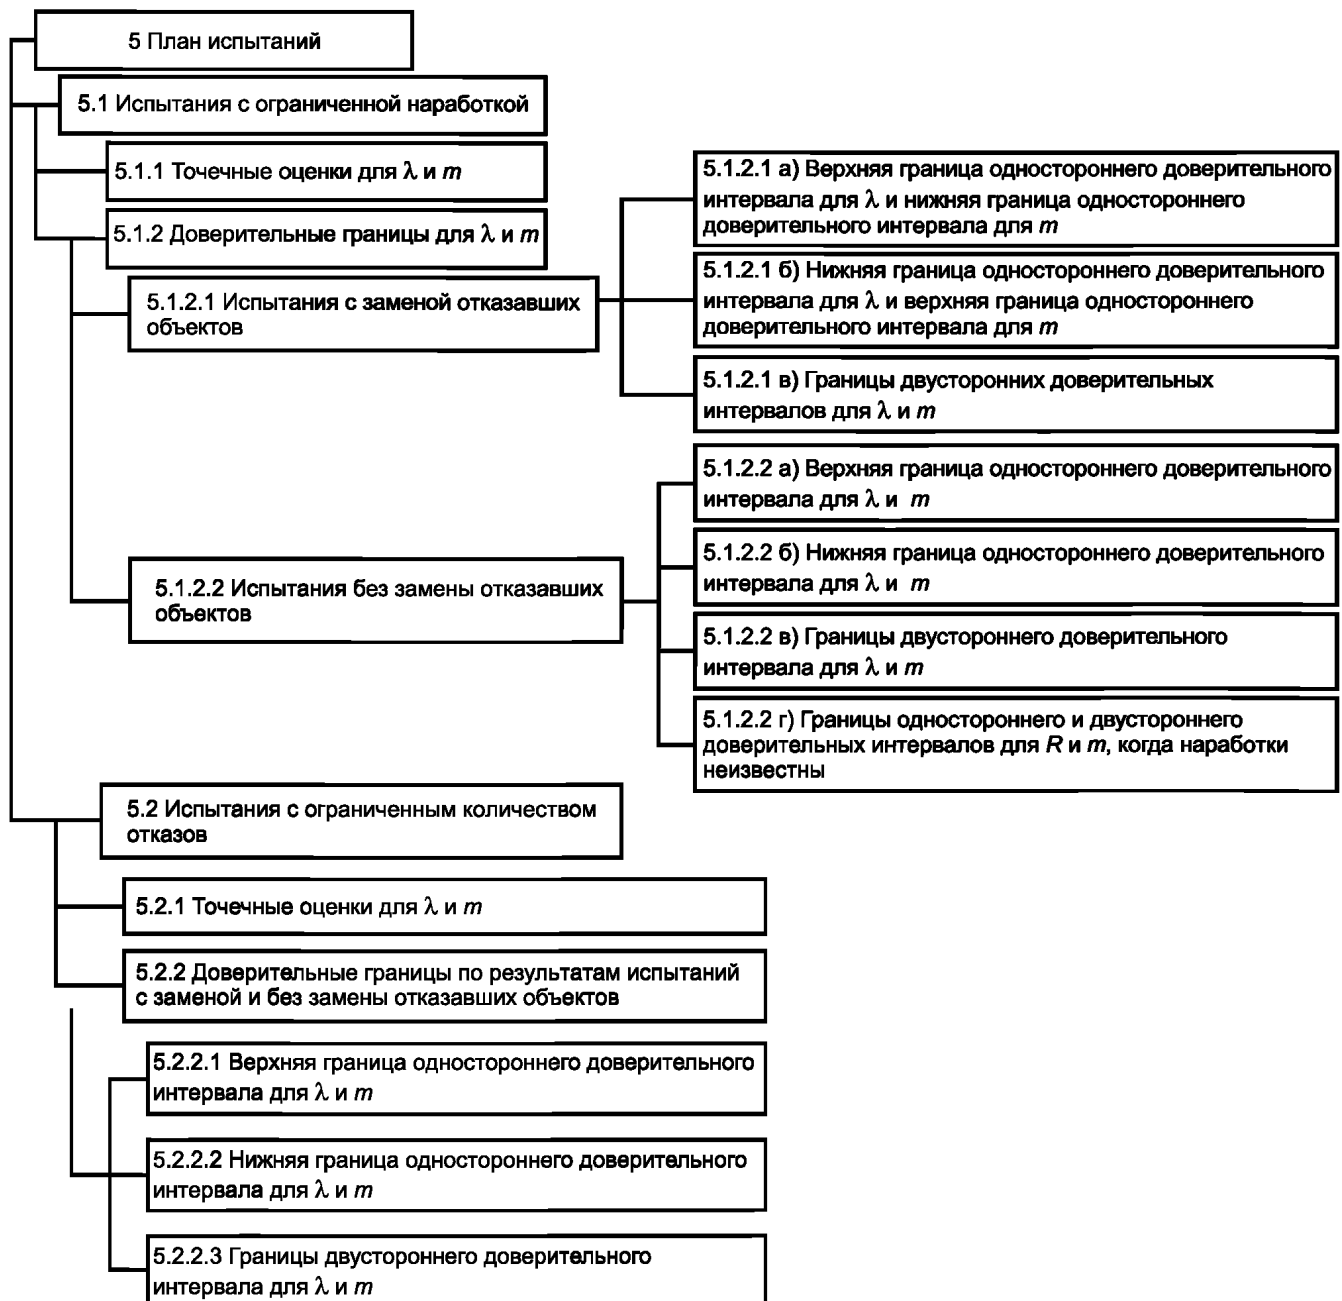 5 План испытаний
5.1 Испытания с ограниченной наработкой
5.1.1 Точечные оценки для λ и m
5.1.2 Доверительные границы для λ и m
5.1.2.1 Испытания с заменой отказавших
объектов
5.1.2.1 а) Верхняя граница одностороннего доверительного
интервала для λ и нижняя граница одностороннего
доверительного интервала для m
5.1.2.1 б) Нижняя граница одностороннего доверительного
интервала для λ и верхняя граница одностороннего
доверительного интервала для m
5.1.2.1 в) Границы двусторонних доверительных
интервалов для λ и m
5.1.2.2 Испытания без замены отказавших
объектов
5.1.2.2 а) Верхняя граница одностороннего доверительного
интервала для λ и m
5.1.2.2 б) Нижняя граница одностороннего доверительного
интервала для λ и m
5.1.2.2 в) Границы двустороннего доверительного
интервала для λ и m
5.1.2.2 г) Границы одностороннего и двустороннего
доверительных интервалов для R и m, когда наработки
неизвестны
5.2 Испытания с ограниченным количеством
отказов
5.2.1 Точечные оценки для λ и m
5.2.2 Доверительные границы по результатам испытаний
с заменой и без замены отказавших объектов
5.2.2.1 Верхняя граница одностороннего доверительного
интервала для λ и m
5.2.2.2 Нижняя граница одностороннего доверительного
интервала для λ и m
5.2.2.3 Границы двустороннего доверительного
интервала для λ и m